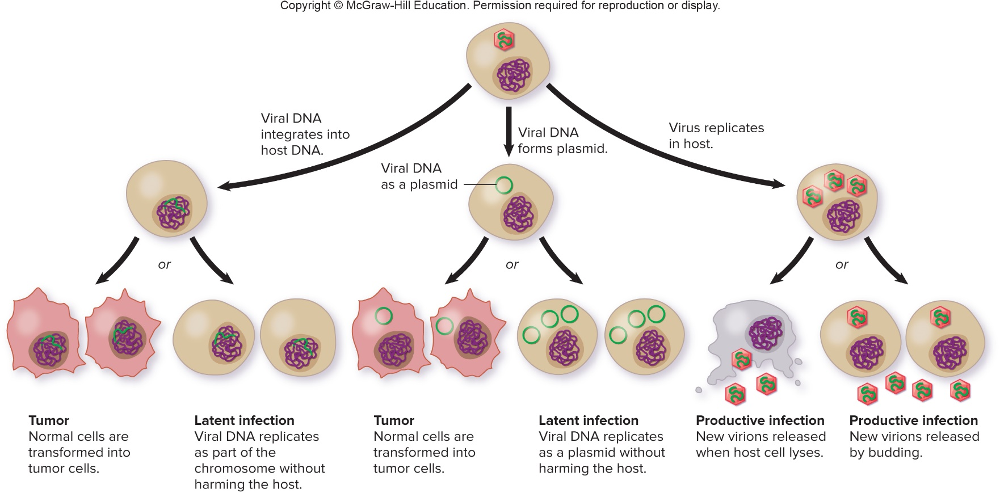 Copyright © McGraw-Hill Education. Permission required for reproduction or display.
Viral DNA
integrates into
host DNA.
Viral DNA
forms plasmid.
Virus replicates
in host.
Viral DNA
as a plasmid
or
or
or
Tumor
Normal cells are
transformed into
tumor cells.
Latent infection
Viral DNA replicates
as part of the
chromosome without
harming the host.
Tumor
Normal cells are
transformed into
tumor cells.
Latent infection
Viral DNA replicates
as a plasmid without
harming the host.
Productive infection
New virions released
when host cell lyses.
Productive infection
New virions released
by budding.